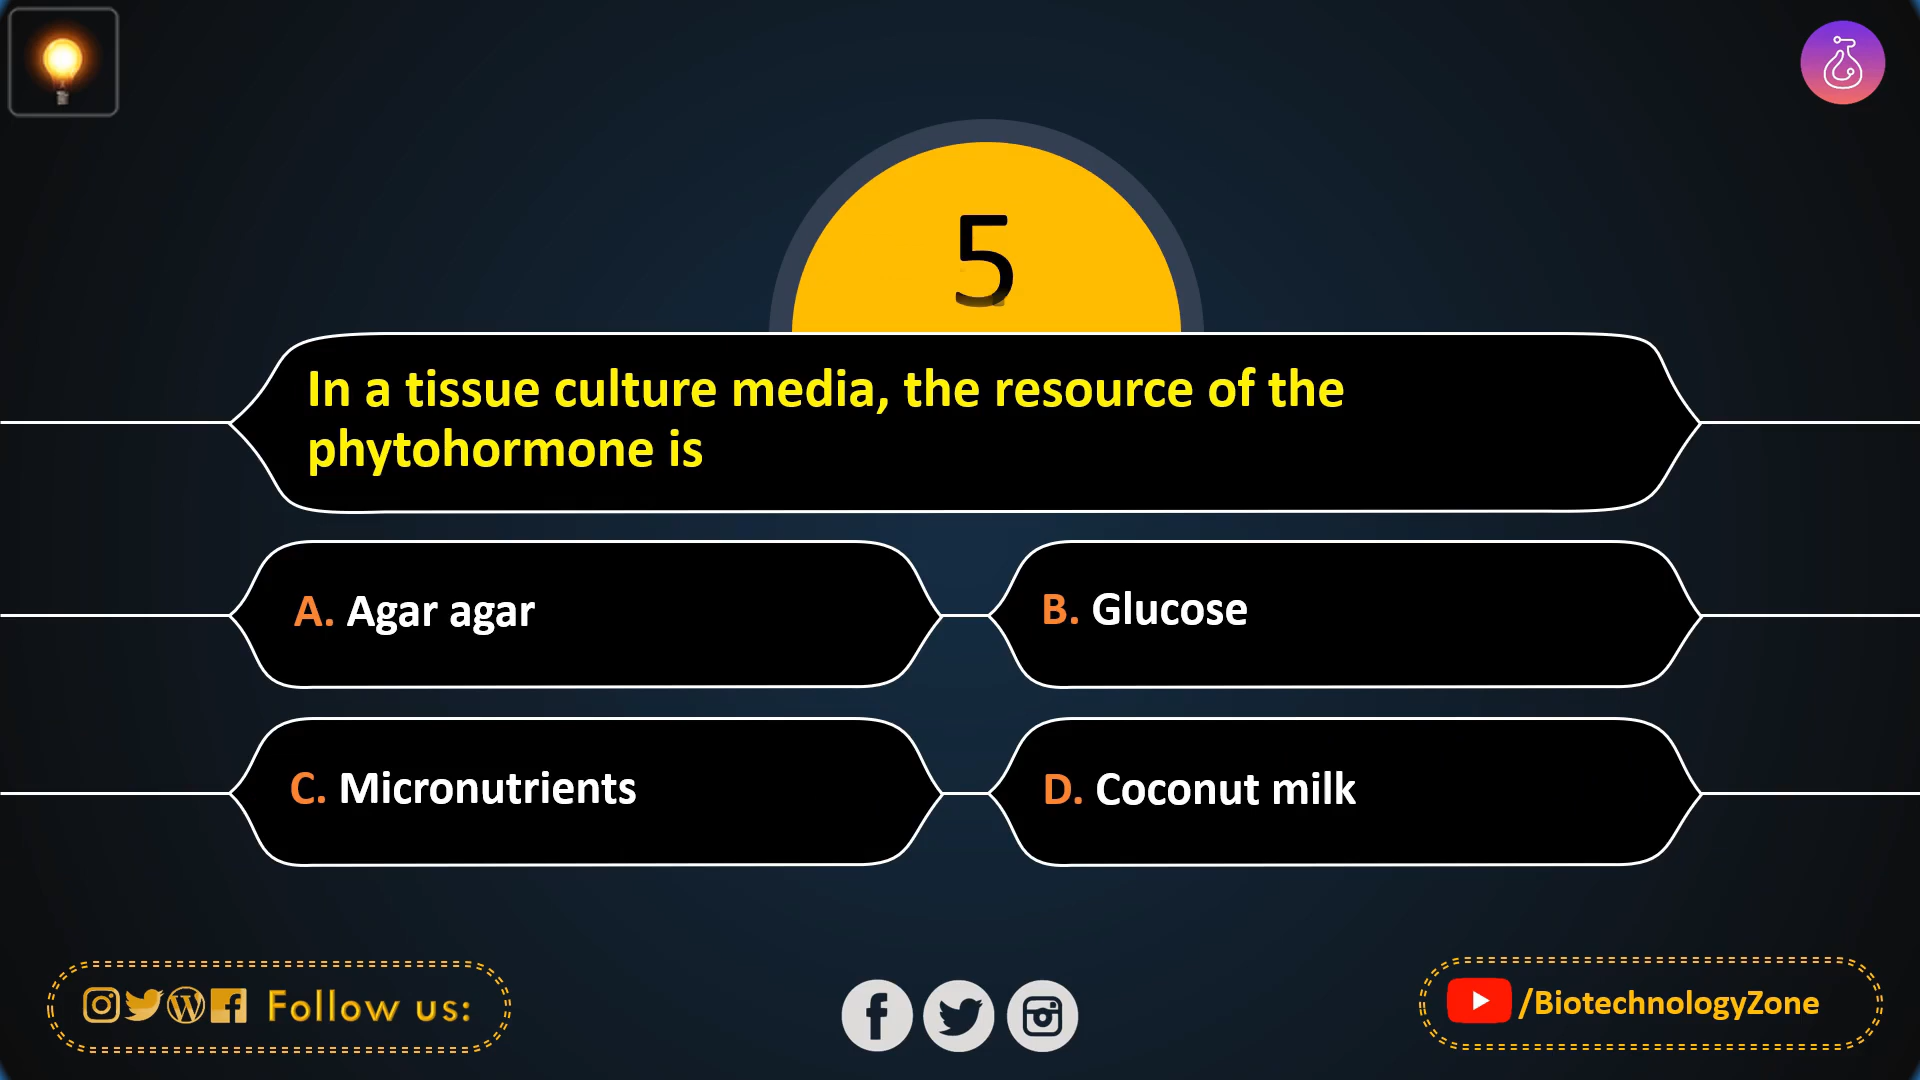 5
In a tissue culture media, the resource of the
phytohormone is
A. Agar agar
B. Glucose
C. Micronutrients
D. Coconut milk
Follow us:
/BiotechnologyZone